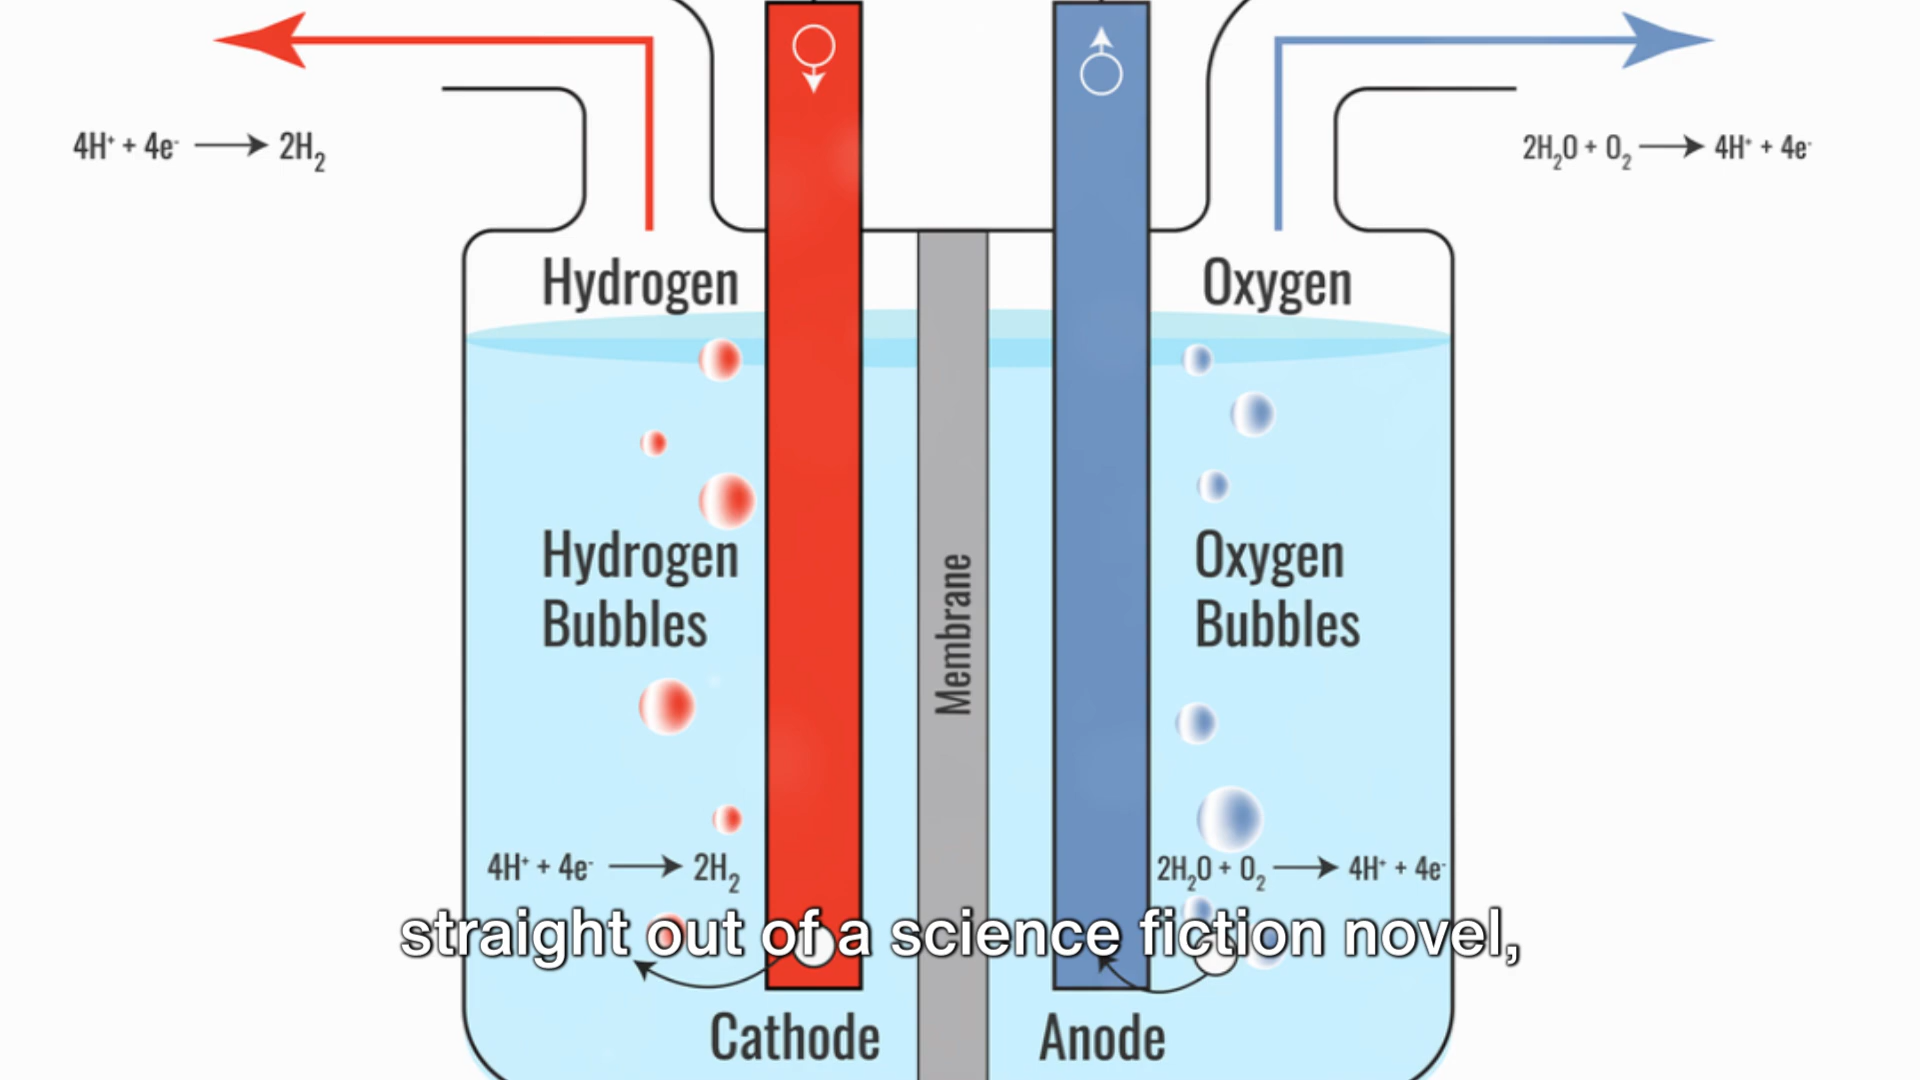 4H⁺ + 4e⁻ ⟶ 2H₂
2H₂O + O₂ ⟶ 4H⁺ + 4e⁻
Hydrogen
Oxygen
Hydrogen
Bubbles
Membrane
Oxygen
Bubbles
4H⁺ + 4e⁻ ⟶ 2H₂
2H₂O + O₂ ⟶ 4H⁺ + 4e⁻
straight out of a science fiction novel,
Cathode
Anode